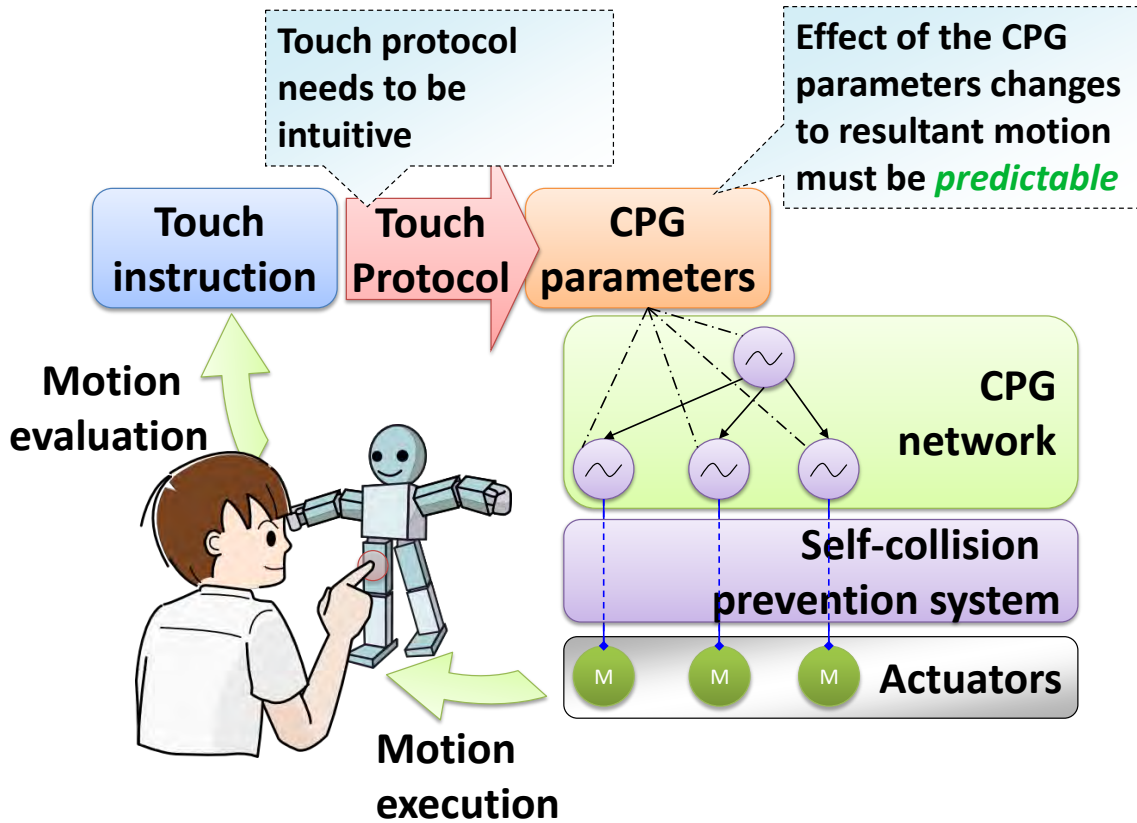 Touch protocol
needs to be
intuitive
Effect of the CPG
parameters changes
to resultant motion
must be predictable
Touch
instruction
Touch
Protocol
CPG
parameters
Motion
evaluation
CPG
network
Self-collision
prevention system
M
M
M
Actuators
Motion
execution